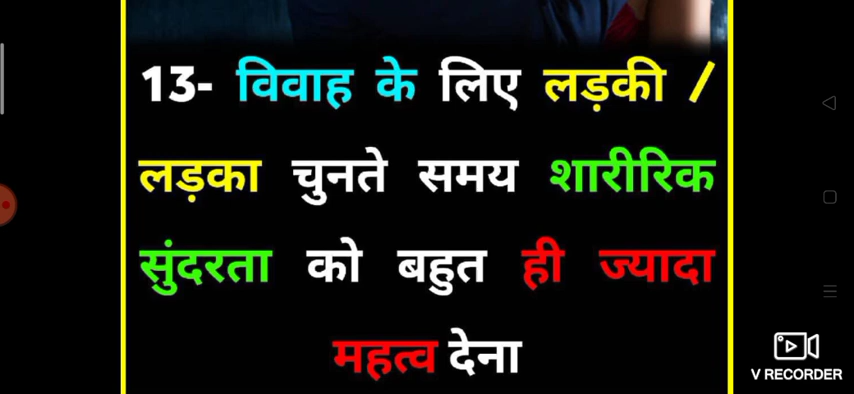 13- विवाह के लिए लड़की /
लड़का चुनते समय शारीरिक
सुंदरता को बहुत ही ज्यादा
महत्व देना
V RECORDER